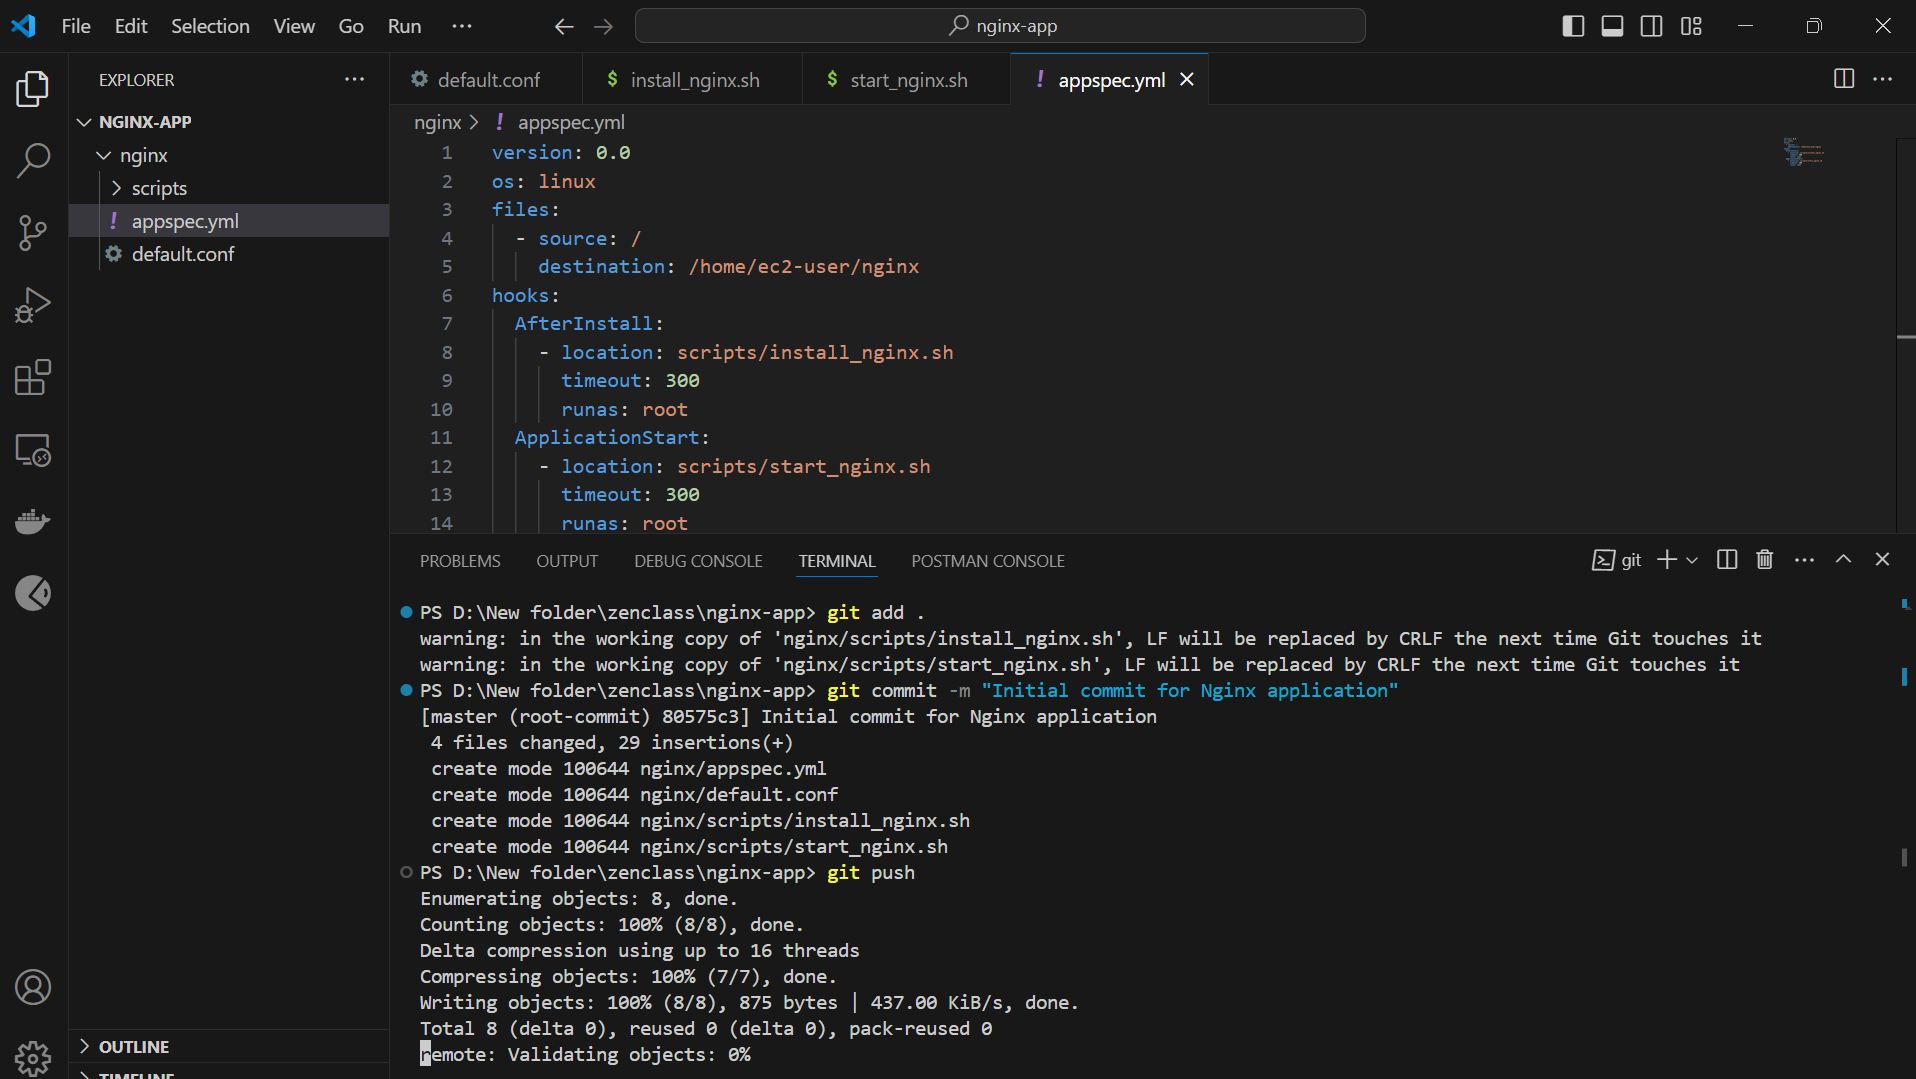 File Edit Selection View Go Run ···
nginx-app
EXPLORER ···
NGINX-APP
nginx
scripts
! appspec.yml
default.conf
OUTLINE
TIMELINE
default.conf
$ install_nginx.sh
$ start_nginx.sh
! appspec.yml
nginx > ! appspec.yml
1 version: 0.0
2 os: linux
3 files:
4 - source: /
5 destination: /home/ec2-user/nginx
6 hooks:
7 AfterInstall:
8 - location: scripts/install_nginx.sh
9 timeout: 300
10 runas: root
11 ApplicationStart:
12 - location: scripts/start_nginx.sh
13 timeout: 300
14 runas: root
PROBLEMS OUTPUT DEBUG CONSOLE TERMINAL POSTMAN CONSOLE
git
PS D:\New folder\zenclass\nginx-app> git add .
warning: in the working copy of 'nginx/scripts/install_nginx.sh', LF will be replaced by CRLF the next time Git touches it
warning: in the working copy of 'nginx/scripts/start_nginx.sh', LF will be replaced by CRLF the next time Git touches it
PS D:\New folder\zenclass\nginx-app> git commit -m "Initial commit for Nginx application"
[master (root-commit) 80575c3] Initial commit for Nginx application
4 files changed, 29 insertions(+)
create mode 100644 nginx/appspec.yml
create mode 100644 nginx/default.conf
create mode 100644 nginx/scripts/install_nginx.sh
create mode 100644 nginx/scripts/start_nginx.sh
PS D:\New folder\zenclass\nginx-app> git push
Enumerating objects: 8, done.
Counting objects: 100% (8/8), done.
Delta compression using up to 16 threads
Compressing objects: 100% (7/7), done.
Writing objects: 100% (8/8), 875 bytes | 437.00 KiB/s, done.
Total 8 (delta 0), reused 0 (delta 0), pack-reused 0
remote: Validating objects: 0%